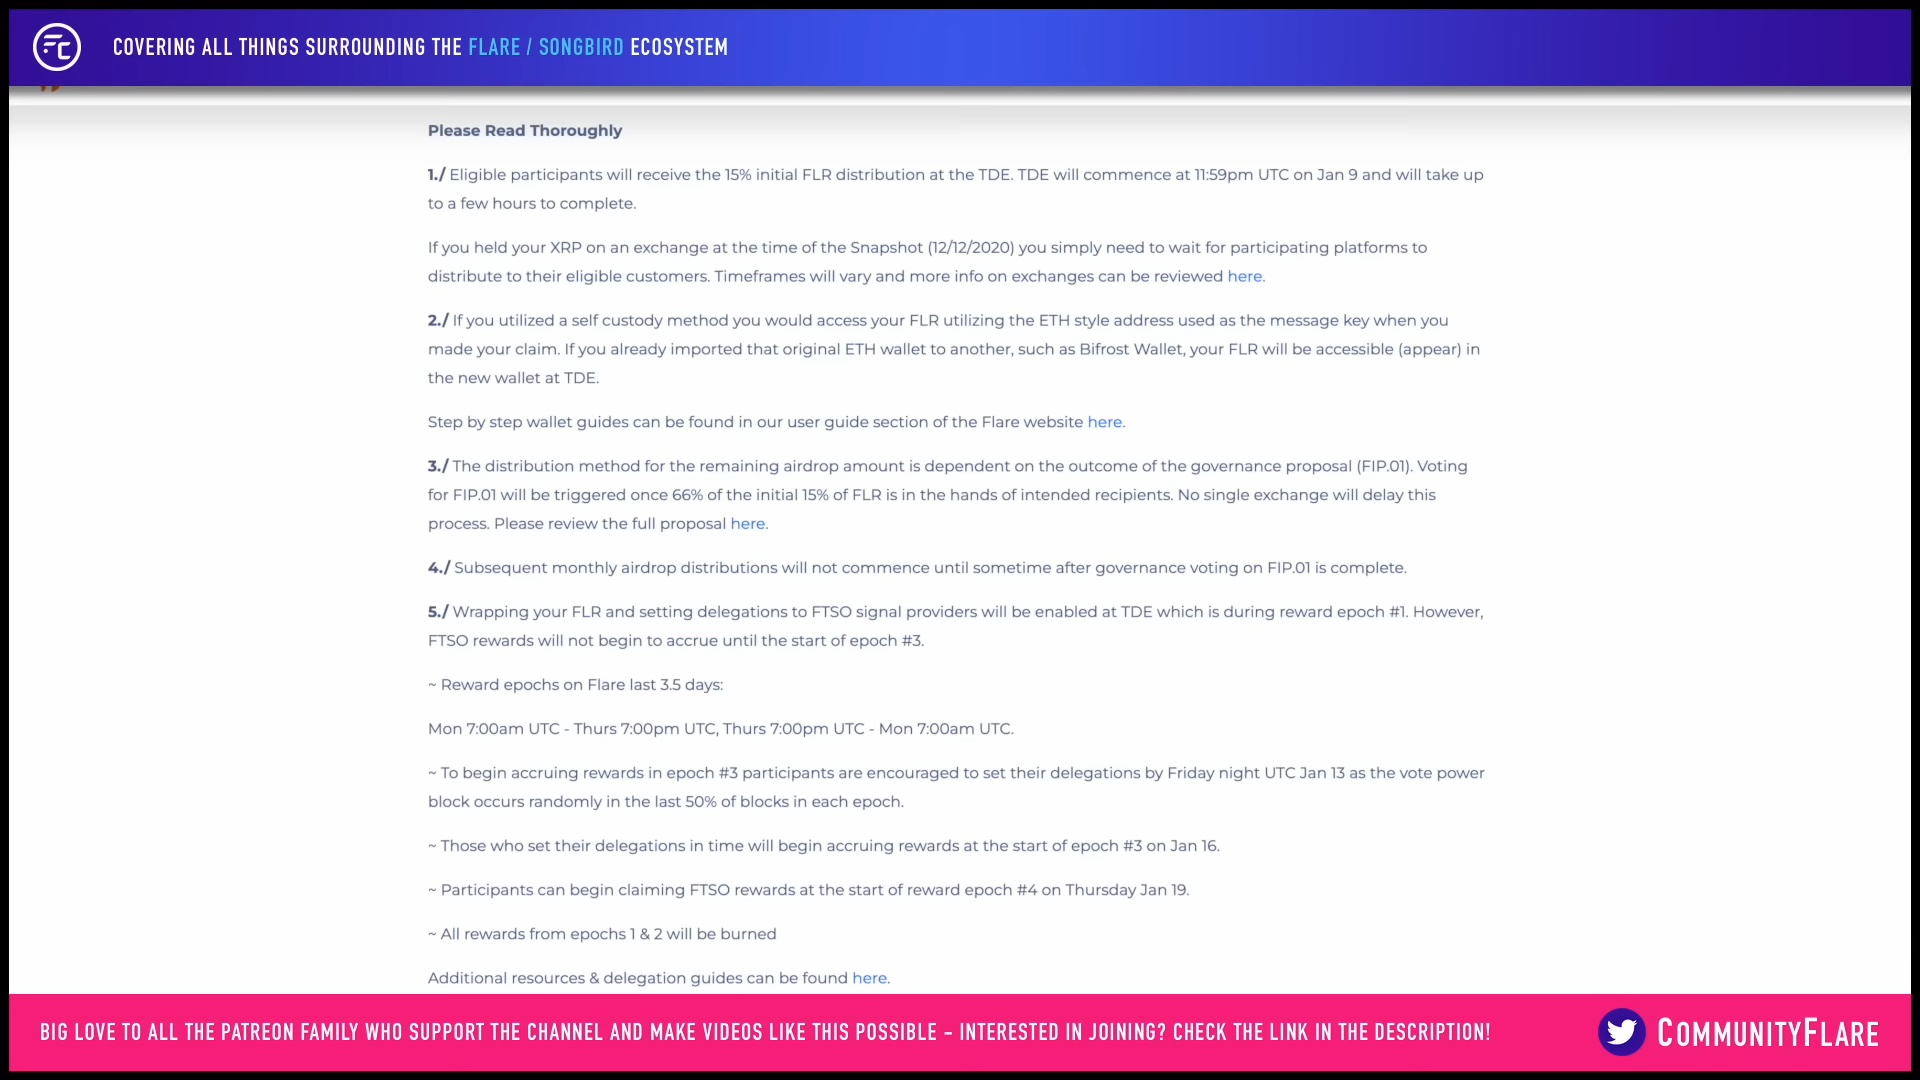 FC
COVERING ALL THINGS SURROUNDING THE FLARE / SONGBIRD ECOSYSTEM
Please Read Thoroughly
1./ Eligible participants will receive the 15% initial FLR distribution at the TDE. TDE will commence at 11:59pm UTC on Jan 9 and will take up
to a few hours to complete.
If you held your XRP on an exchange at the time of the Snapshot (12/12/2020) you simply need to wait for participating platforms to
distribute to their eligible customers. Timeframes will vary and more info on exchanges can be reviewed here.
2./ If you utilized a self custody method you would access your FLR utilizing the ETH style address used as the message key when you
made your claim. If you already imported that original ETH wallet to another, such as Bifrost Wallet, your FLR will be accessible (appear) in
the new wallet at TDE.
Step by step wallet guides can be found in our user guide section of the Flare website here.
3./ The distribution method for the remaining airdrop amount is dependent on the outcome of the governance proposal (FIP.01). Voting
for FIP.01 will be triggered once 66% of the initial 15% of FLR is in the hands of intended recipients. No single exchange will delay this
process. Please review the full proposal here.
4./ Subsequent monthly airdrop distributions will not commence until sometime after governance voting on FIP.01 is complete.
5./ Wrapping your FLR and setting delegations to FTSO signal providers will be enabled at TDE which is during reward epoch #1. However,
FTSO rewards will not begin to accrue until the start of epoch #3.
~ Reward epochs on Flare last 3.5 days:
Mon 7:00am UTC - Thurs 7:00pm UTC, Thurs 7:00pm UTC - Mon 7:00am UTC.
~ To begin accruing rewards in epoch #3 participants are encouraged to set their delegations by Friday night UTC Jan 13 as the vote power
block occurs randomly in the last 50% of blocks in each epoch.
~ Those who set their delegations in time will begin accruing rewards at the start of epoch #3 on Jan 16.
~ Participants can begin claiming FTSO rewards at the start of reward epoch #4 on Thursday Jan 19.
~ All rewards from epochs 1 & 2 will be burned
Additional resources & delegation guides can be found here.
BIG LOVE TO ALL THE PATREON FAMILY WHO SUPPORT THE CHANNEL AND MAKE VIDEOS LIKE THIS POSSIBLE - INTERESTED IN JOINING? CHECK THE LINK IN THE DESCRIPTION!
COMMUNITYFLARE